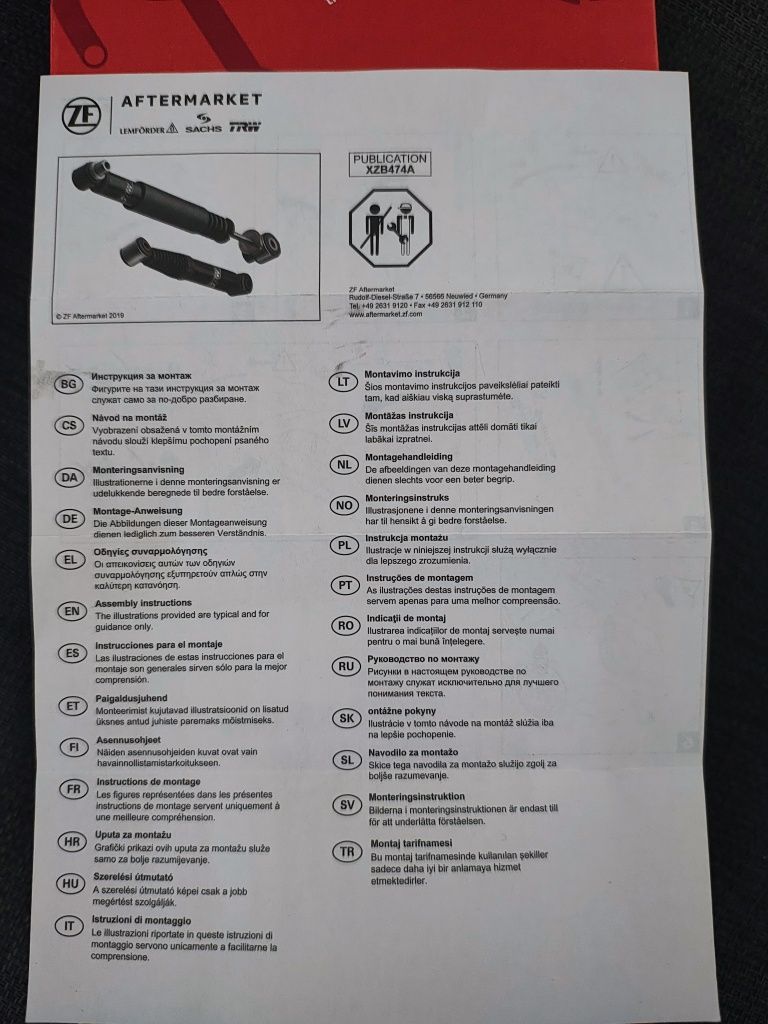 ZF
AFTERMARKET
LEMFÖRDER SACHS TRW
ZF
© ZF Aftermarket 2019
PUBLICATION
XZB474A
ZF Aftermarket
Rudolf-Diesel-Straße 7 • 56566 Neuwied • Germany
Tel. +49 2631 9120 • Fax +49 2631 912 110
www.aftermarket.zf.com
BG
Инструкция за монтаж
Фигурите на тази инструкция за монтаж
служат само за по-добро разбиране.
CS
Návod na montáž
Vyobrazení obsažená v tomto montážním
návodu slouží klepšímu pochopení psaného
textu.
DA
Monteringsanvisning
Illustrationerne i denne monteringsanvisning er
udelukkende beregnede til bedre forståelse.
DE
Montage-Anweisung
Die Abbildungen dieser Montageanweisung
dienen lediglich zum besseren Verständnis.
EL
Οδηγίες συναρμολόγησης
Οι απεικονίσεις αυτών των οδηγιών
συναρμολόγησης εξυπηρετούν απλώς στην
καλύτερη κατανόηση.
EN
Assembly instructions
The illustrations provided are typical and for
guidance only.
ES
Instrucciones para el montaje
Las ilustraciones de estas instrucciones para el
montaje son generales sirven sólo para la mejor
comprensión.
ET
Paigaldusjuhend
Monteerimist kujutavad illustratsioonid on lisatud
üksnes antud juhiste paremaks mõistmiseks.
FI
Asennusohjeet
Näiden asennusohjeiden kuvat ovat vain
havainnollistamistarkoitukseen.
FR
Instructions de montage
Les figures représentées dans les présentes
instructions de montage servent uniquement à
une meilleure compréhension.
HR
Uputa za montažu
Grafički prikazi ovih uputa za montažu služe
samo za bolje razumijevanje.
HU
Szerelési útmutató
A szerelési útmutató képei csak a jobb
megértést szolgálják.
IT
Istruzioni di montaggio
Le illustrazioni riportate in queste istruzioni di
montaggio servono unicamente a facilitarne la
comprensione.
LT
Montavimo instrukcija
Šios montavimo instrukcijos paveikslėliai pateikti
tam, kad aiškiau viską suprastumėte.
LV
Montāžas instrukcija
Šīs montāžas instrukcijas attēli domāti tikai
labākai izpratnei.
NL
Montagehandleiding
De afbeeldingen van deze montagehandleiding
dienen slechts voor een beter begrip.
NO
Monteringsinstruks
Illustrasjonene i denne monteringsanvisningen
har til hensikt å gi bedre forståelse.
PL
Instrukcja montażu
Ilustracje w niniejszej instrukcji służą wyłącznie
dla lepszego zrozumienia.
PT
Instruções de montagem
As ilustrações destas instruções de montagem
servem apenas para uma melhor compreensão.
RO
Indicații de montaj
Ilustrarea indicațiilor de montaj servește numai
pentru o mai bună înțelegere.
RU
Руководство по монтажу
Рисунки в настоящем руководстве по
монтажу служат исключительно для лучшего
понимания текста.
SK
ontážne pokyny
Ilustrácie v tomto návode na montáž slúžia iba
na lepšie pochopenie.
SL
Navodilo za montažo
Skice tega navodila za montažo služijo zgolj za
boljše razumevanje.
SV
Monteringsinstruktion
Bilderna i monteringsinstruktionen är endast till
för att underlätta förståelsen.
TR
Montaj tarifnamesi
Bu montaj tarifnamesinde kullanılan şekiller
sadece daha iyi bir anlamaya hizmet
etmektedirler.